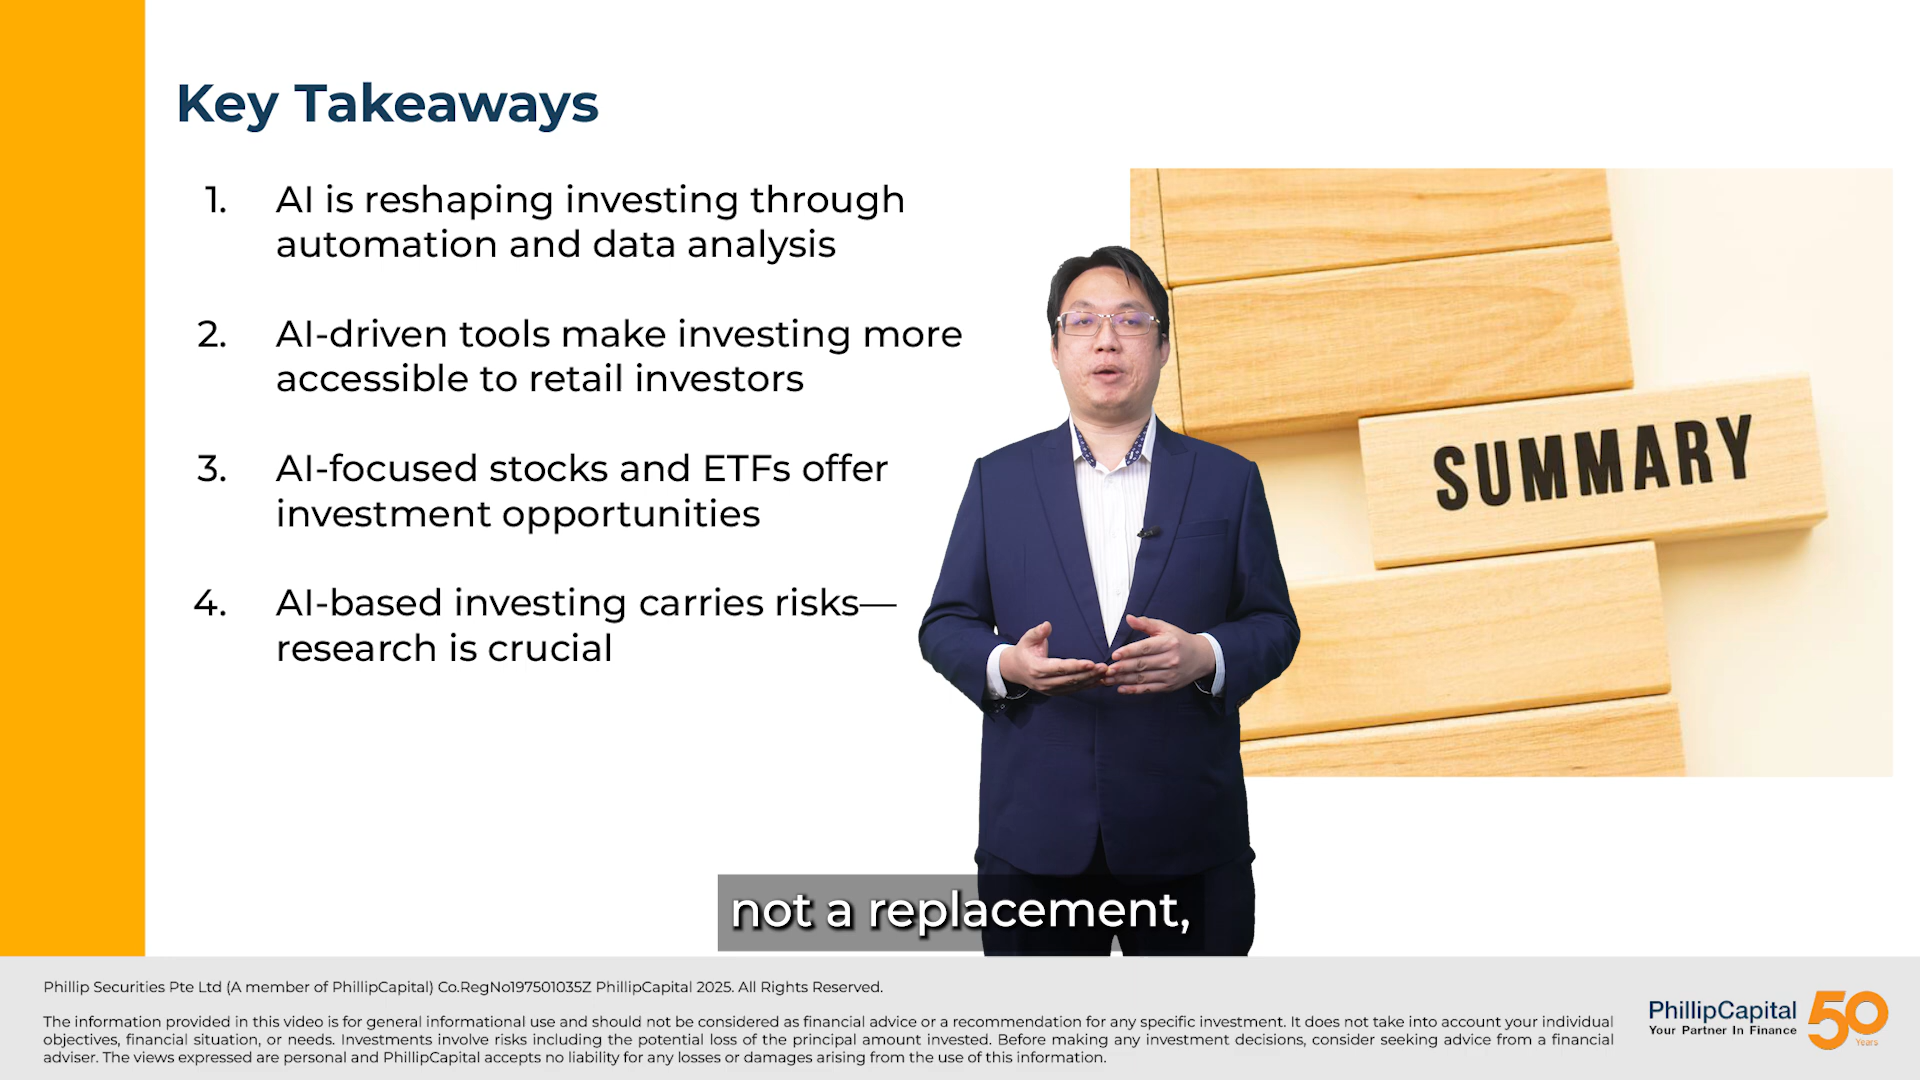 Key Takeaways
1. AI is reshaping investing through
automation and data analysis
2. AI-driven tools make investing more
accessible to retail investors
3. AI-focused stocks and ETFs offer
investment opportunities
4. AI-based investing carries risks—
research is crucial
SUMMARY
not a replacement,
Phillip Securities Pte Ltd (A member of PhillipCapital) Co.RegNo197501035Z PhillipCapital 2025. All Rights Reserved.
The information provided in this video is for general informational use and should not be considered as financial advice or a recommendation for any specific investment. It does not take into account your individual
objectives, financial situation, or needs. Investments involve risks including the potential loss of the principal amount invested. Before making any investment decisions, consider seeking advice from a financial
adviser. The views expressed are personal and PhillipCapital accepts no liability for any losses or damages arising from the use of this information.
PhillipCapital
Your Partner In Finance
50
Years